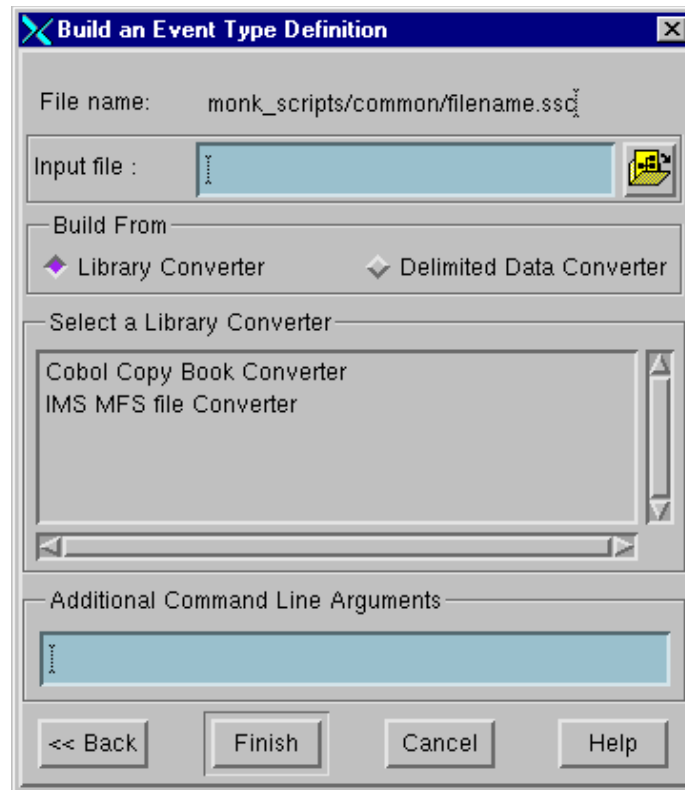 Build an Event Type Definition
File name: monk_scripts/common/filename.ssc
Input file :
Build From
Library Converter Delimited Data Converter
Select a Library Converter
Cobol Copy Book Converter
IMS MFS file Converter
Additional Command Line Arguments
<< Back Finish Cancel Help